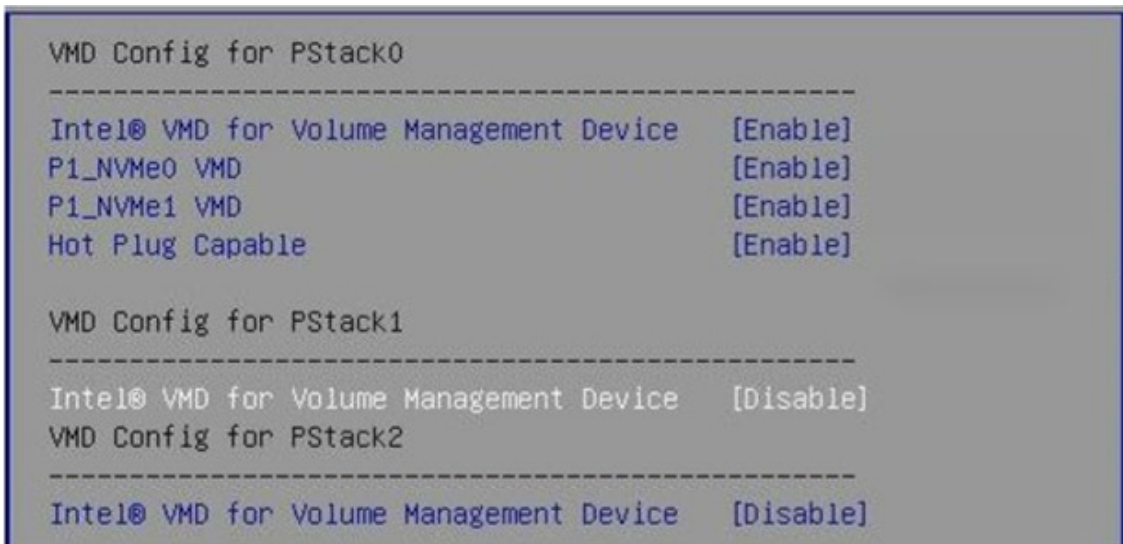 VMD Config for PStack0
---------------------------------------------------
Intel® VMD for Volume Management Device [Enable]
P1_NVMe0 VMD [Enable]
P1_NVMe1 VMD [Enable]
Hot Plug Capable [Enable]
VMD Config for PStack1
---------------------------------------------------
Intel® VMD for Volume Management Device [Disable]
VMD Config for PStack2
---------------------------------------------------
Intel® VMD for Volume Management Device [Disable]